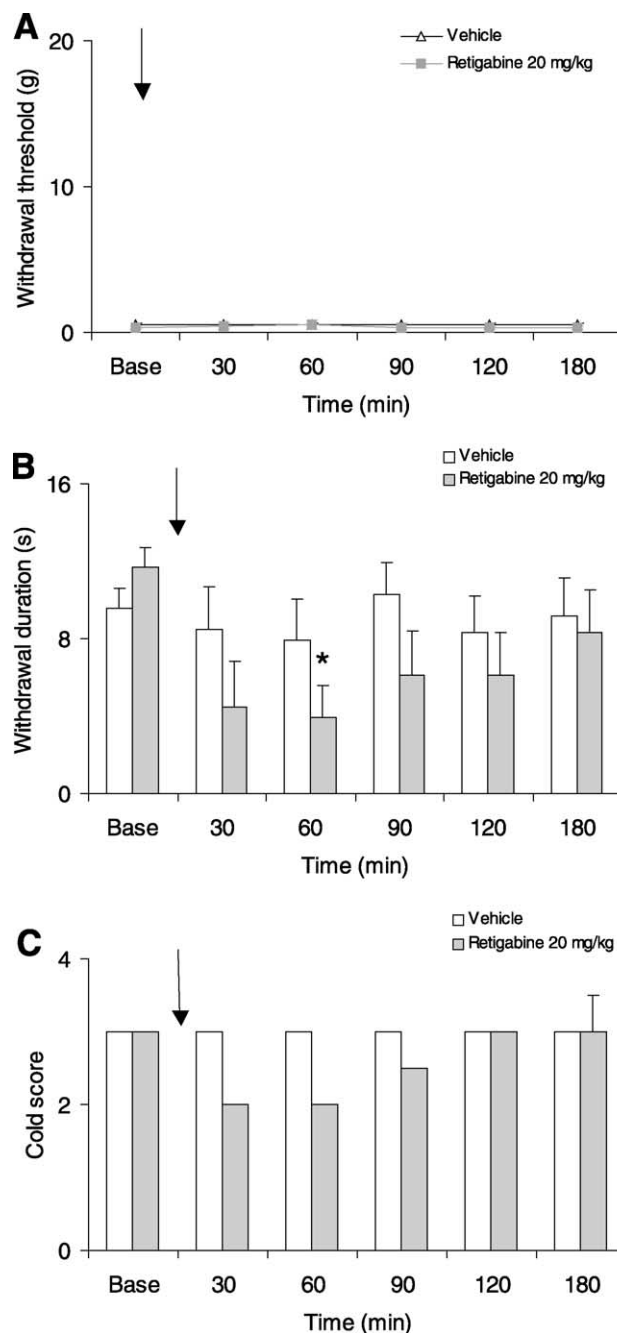 A
Vehicle
Retigabine 20 mg/kg
Withdrawal threshold (g)
20
10
0
Base 30 60 90 120 180
Time (min)
B
Vehicle
Retigabine 20 mg/kg
Withdrawal duration (s)
16
8
0
*
Base 30 60 90 120 180
Time (min)
C
Vehicle
Retigabine 20 mg/kg
Cold score
4
2
0
Base 30 60 90 120 180
Time (min)